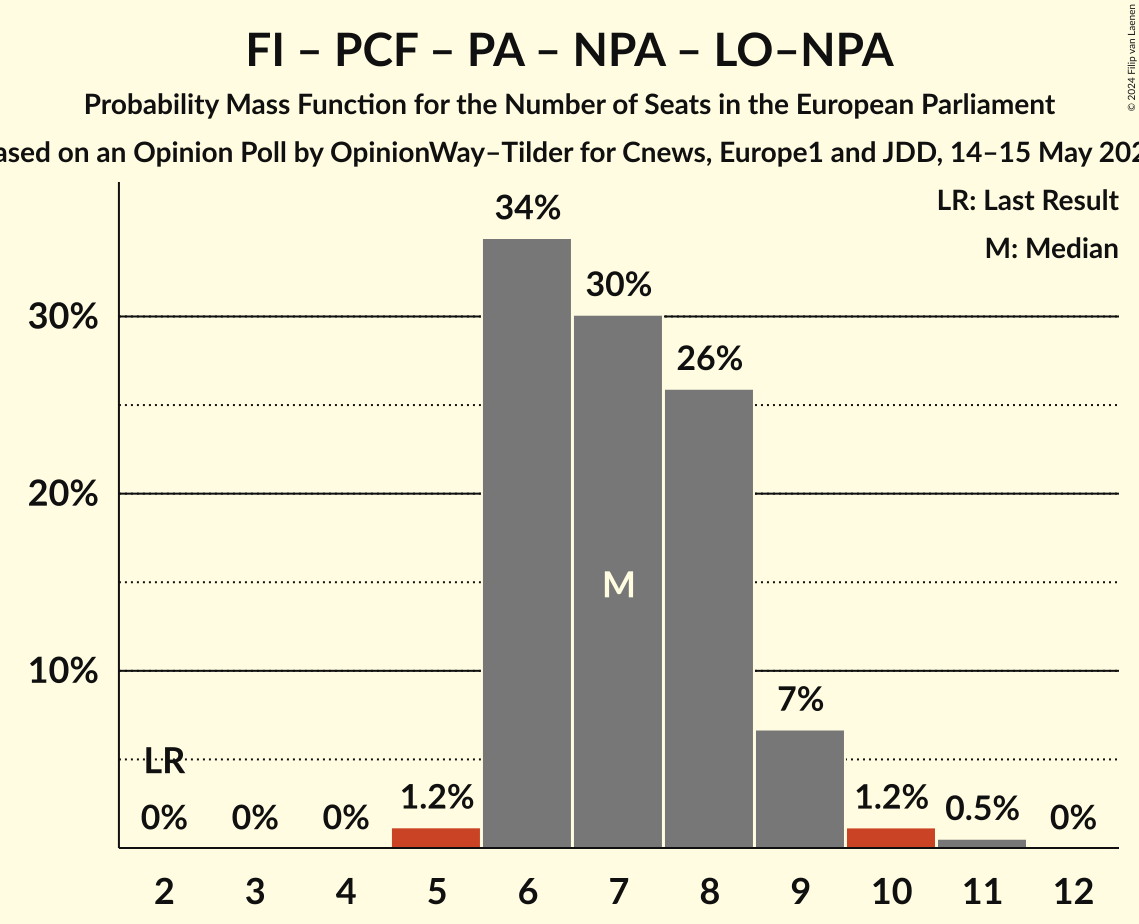 FI – PCF – PA – NPA – LO–NPA
Probability Mass Function for the Number of Seats in the European Parliament
ased on an Opinion Poll by OpinionWay–Tilder for Cnews, Europe1 and JDD, 14–15 May 202
© 2024 Filip van Laenen
LR: Last Result
M: Median
34%
30%
26%
30%
20%
10%
M
7%
LR
1.2%
1.2%
0.5%
0%
0%
0%
0%
2 3 4 5 6 7 8 9 10 11 12